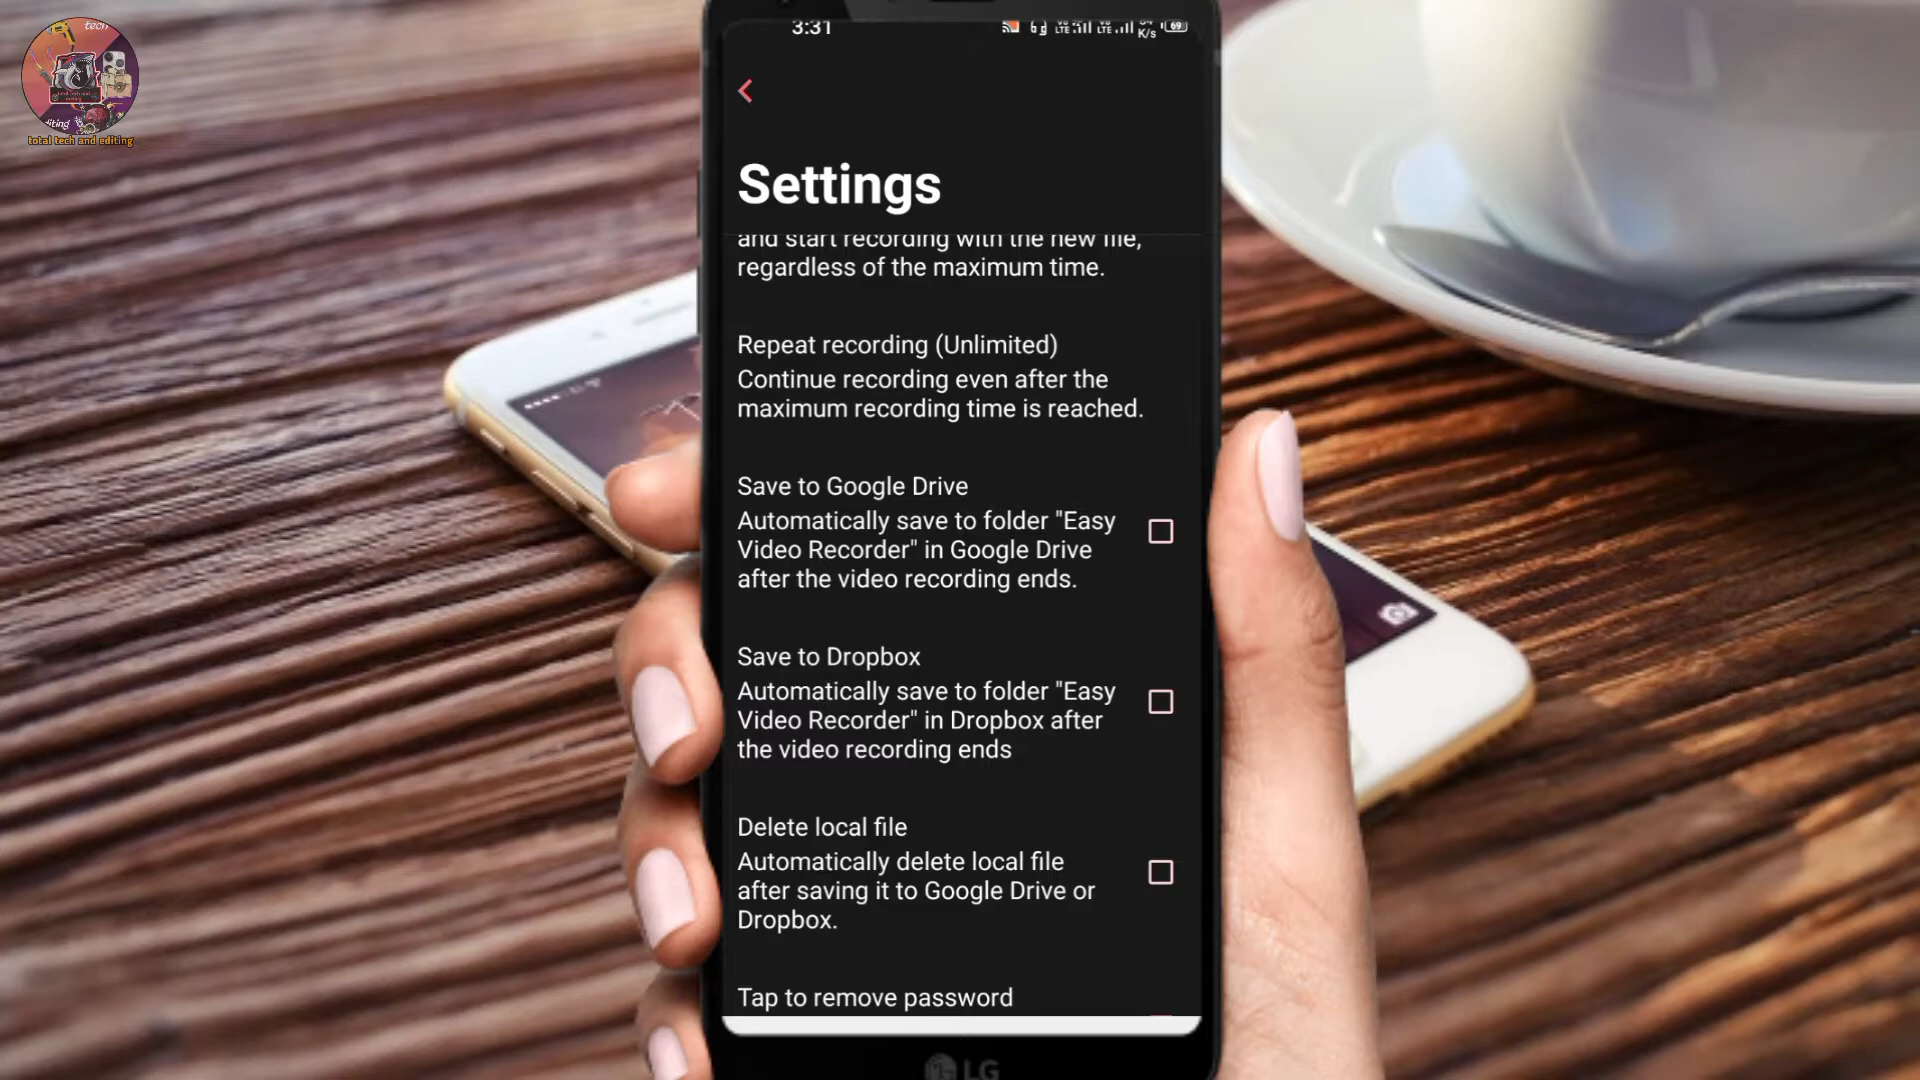 tech
editing
total tech and editing
3:31
K/s
69
Settings
and start recording with the new file,
regardless of the maximum time.
Repeat recording (Unlimited)
Continue recording even after the
maximum recording time is reached.
Save to Google Drive
Automatically save to folder "Easy
Video Recorder" in Google Drive
after the video recording ends.
Save to Dropbox
Automatically save to folder "Easy
Video Recorder" in Dropbox after
the video recording ends
Delete local file
Automatically delete local file
after saving it to Google Drive or
Dropbox.
Tap to remove password
LG